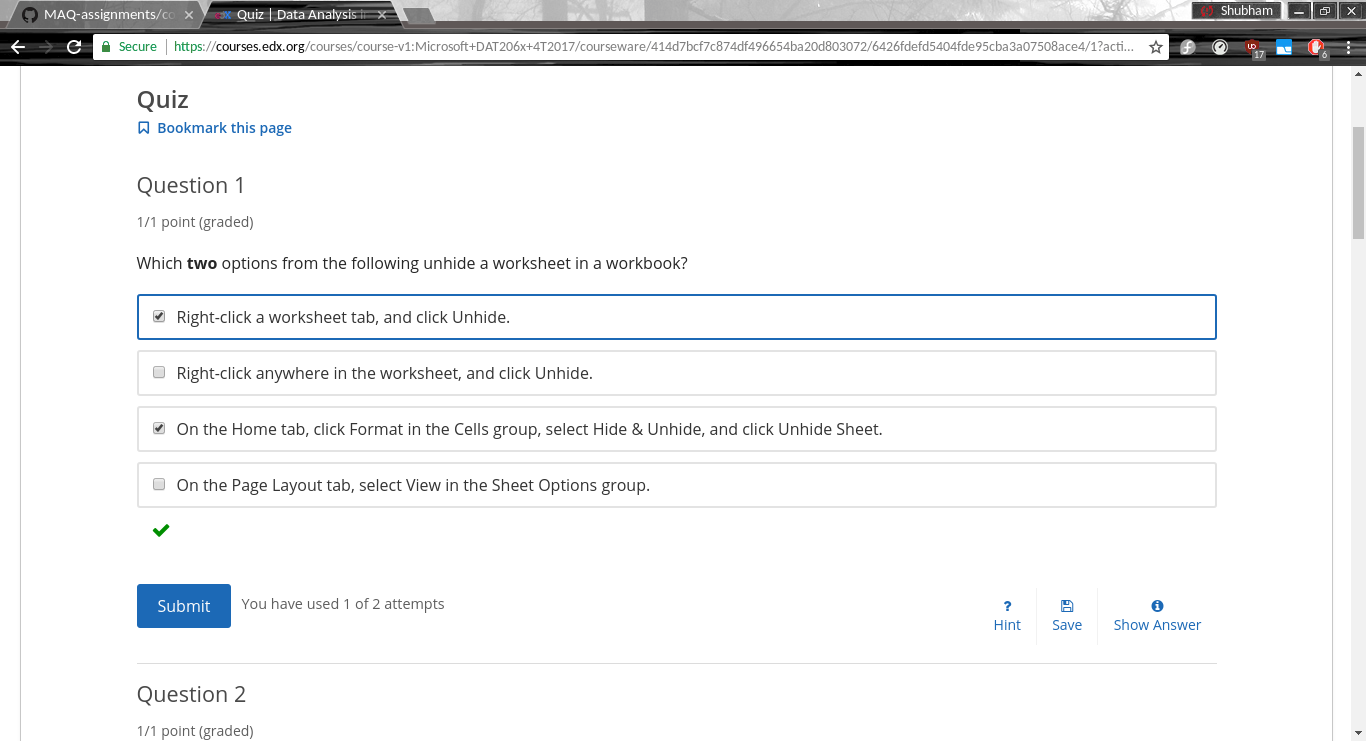 MAQ-assignments/co
Quiz | Data Analysis i
Shubham
Secure
https://courses.edx.org/courses/course-v1:Microsoft+DAT206x+4T2017/courseware/414d7bcf7c874df496654ba20d803072/6426fdefd5404fde95cba3a07508ace4/1?acti...
17
6
Quiz
Bookmark this page
Question 1
1/1 point (graded)
Which two options from the following unhide a worksheet in a workbook?
Right-click a worksheet tab, and click Unhide.
Right-click anywhere in the worksheet, and click Unhide.
On the Home tab, click Format in the Cells group, select Hide & Unhide, and click Unhide Sheet.
On the Page Layout tab, select View in the Sheet Options group.
Submit
You have used 1 of 2 attempts
?
Hint
Save
Show Answer
Question 2
1/1 point (graded)